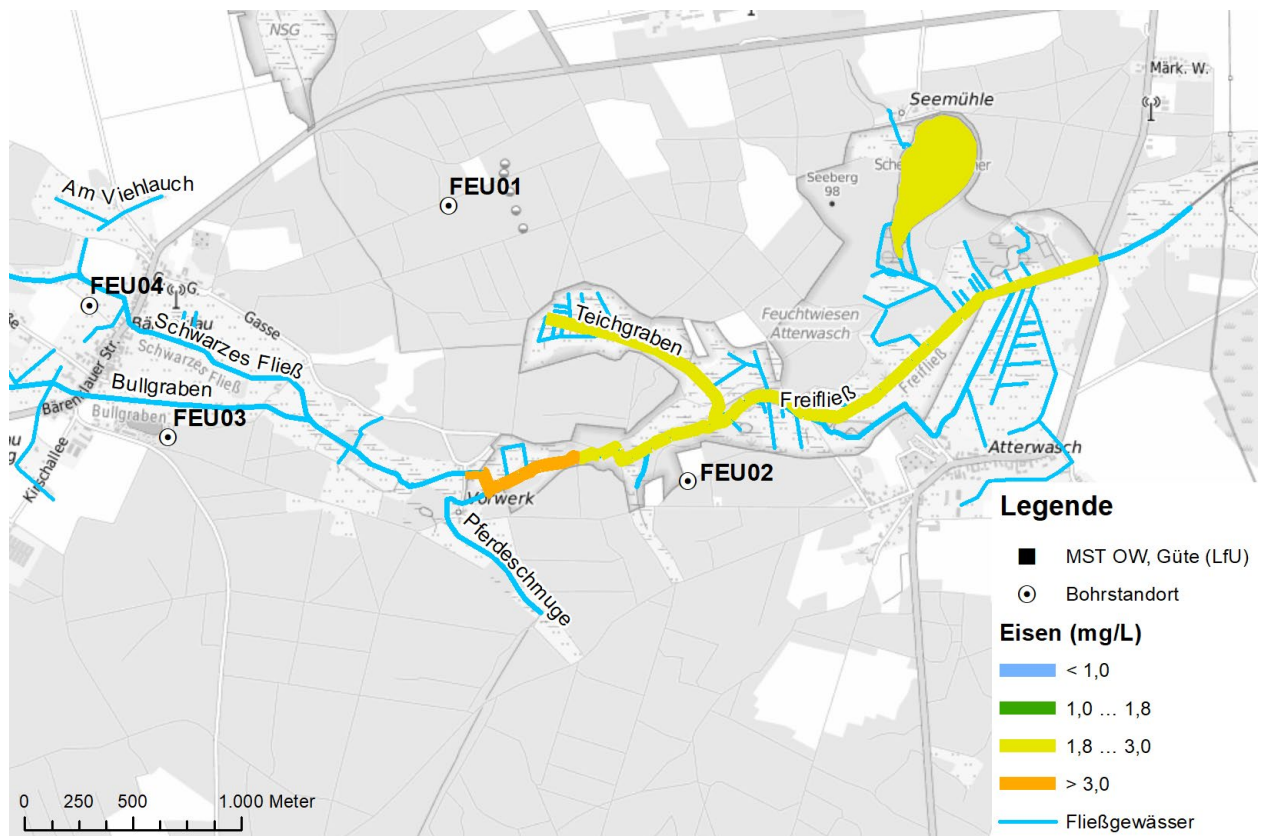 NSG
Märk. W.
Seemühle
Seeberg
98
Am Viehlauch
FEU01
FEU04
G.
Gasse
Schwarzes Fließ
Schwarzes Fließ
Teichgraben
Feuchtwiesen
Atterwasch
Freifließ
Freifließ
Bärenklauer Str.
Bullgraben
Bullgraben
FEU03
Kirschallee
Atterwasch
FEU02
Vorwerk
Pferdeschmuge
Legende
MST OW, Güte (LfU)
Bohrstandort
Eisen (mg/L)
< 1,0
1,0 ... 1,8
1,8 ... 3,0
> 3,0
Fließgewässer
0 250 500 1.000 Meter